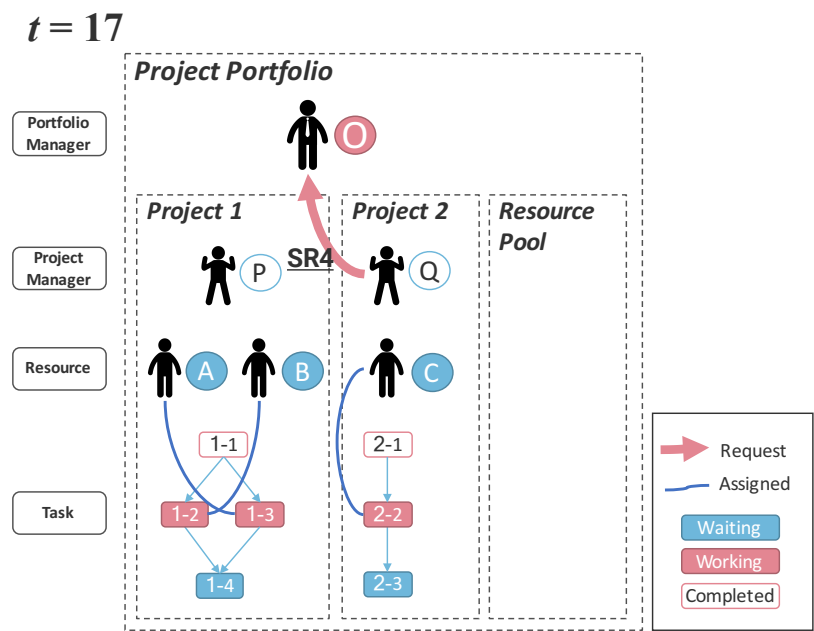 t = 17
Project Portfolio
Portfolio
Manager
O
Project 1
Project 2
Resource
Pool
Project
Manager
P
SR4
Q
Resource
A
B
C
1-1
2-1
Task
1-2
1-3
2-2
1-4
2-3
Request
Assigned
Waiting
Working
Completed